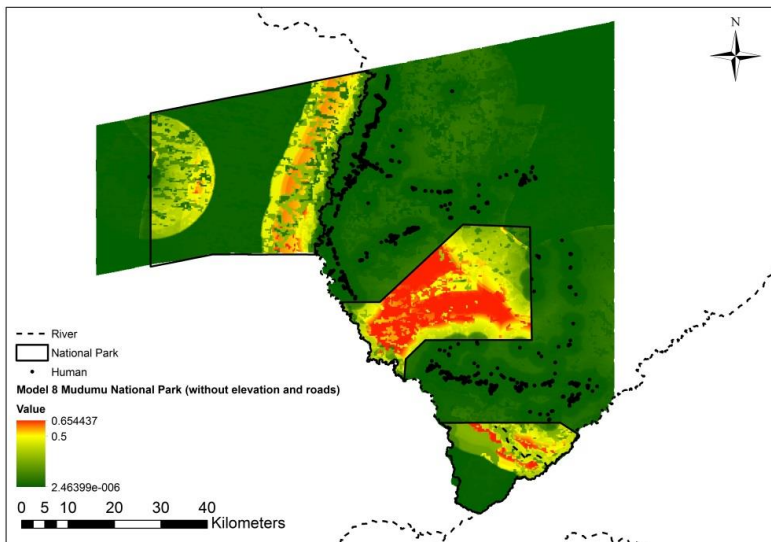 N
River
National Park
Human
Model 8 Mudumu National Park (without elevation and roads)
Value
0.654437
0.5
2.46399e-006
0 5 10 20 30 40
Kilometers